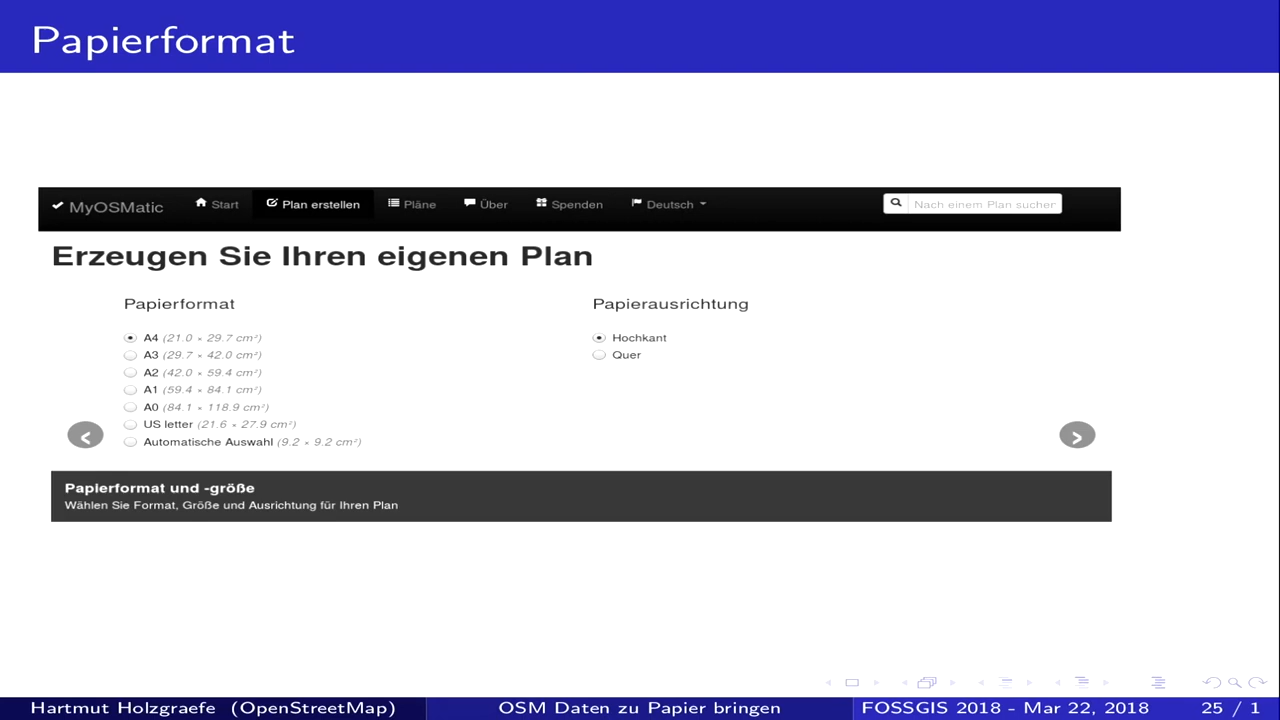 Papierformat
MyOSMatic Start Plan erstellen Pläne Über Spenden Deutsch Nach einem Plan sucher
Erzeugen Sie Ihren eigenen Plan
Papierformat Papierausrichtung
A4 (21.0 × 29.7 cm²) Hochkant
A3 (29.7 × 42.0 cm²) Quer
A2 (42.0 × 59.4 cm²)
A1 (59.4 × 84.1 cm²)
A0 (84.1 × 118.9 cm²)
US letter (21.6 × 27.9 cm²)
Automatische Auswahl (9.2 × 9.2 cm²)
Papierformat und -größe
Wählen Sie Format, Größe und Ausrichtung für Ihren Plan
Hartmut Holzgraefe (OpenStreetMap) OSM Daten zu Papier bringen FOSSGIS 2018 - Mar 22, 2018 25 / 1